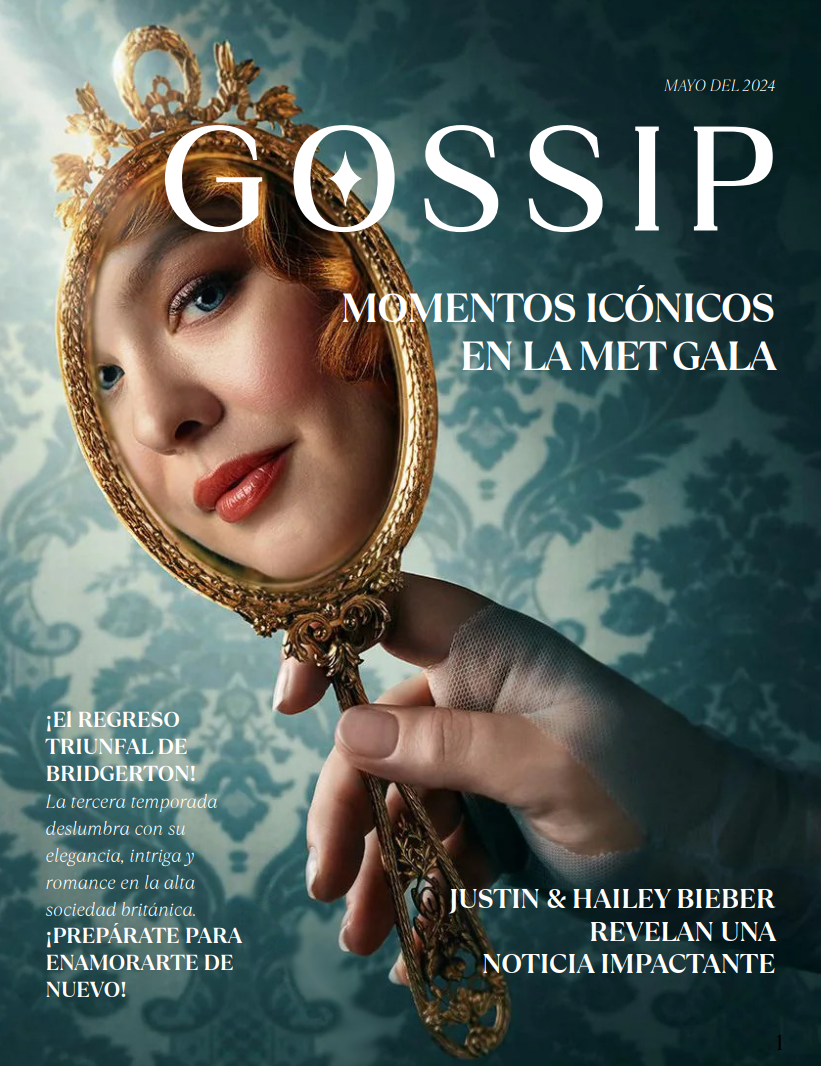 MAYO DEL 2024
GOSSIP
MOMENTOS ICÓNICOS
EN LA MET GALA
¡El REGRESO
TRIUNFAL DE
BRIDGERTON!
La tercera temporada
deslumbra con su
elegancia, intriga y
romance en la alta
sociedad británica.
¡PREPÁRATE PARA
ENAMORARTE DE
NUEVO!
JUSTIN & HAILEY BIEBER
REVELAN UNA
NOTICIA IMPACTANTE
1